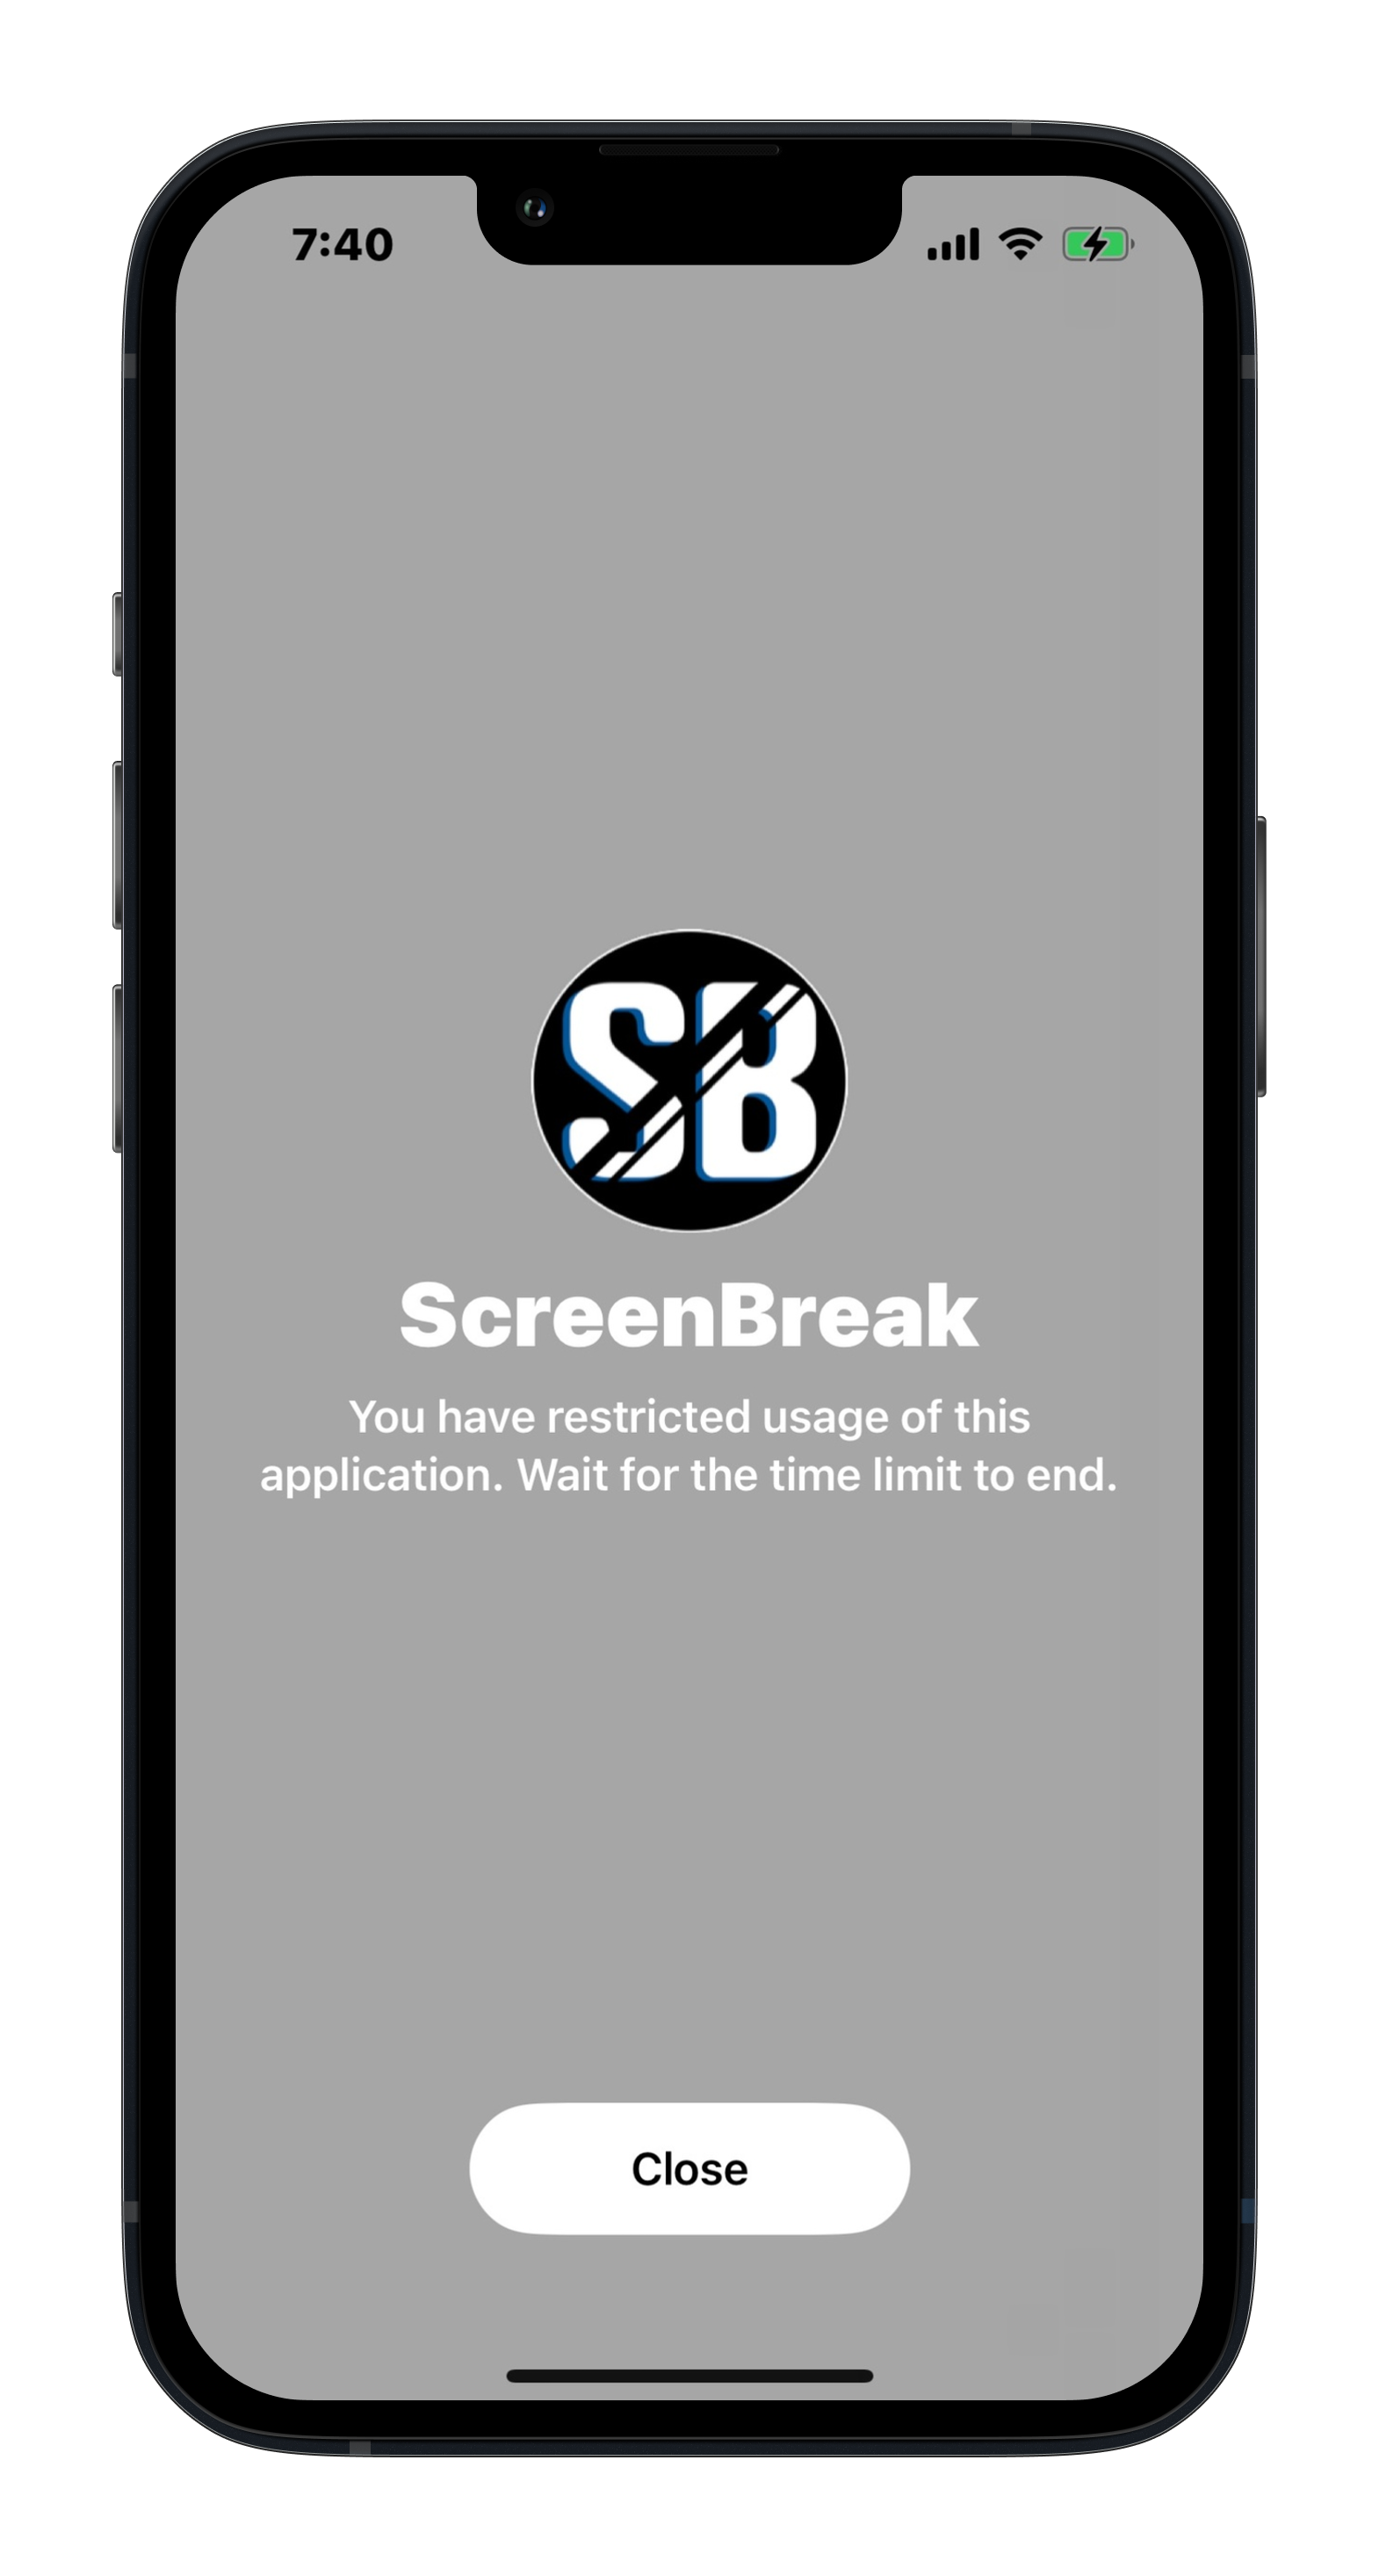 7:40
SB
ScreenBreak
You have restricted usage of this
application. Wait for the time limit to end.
Close